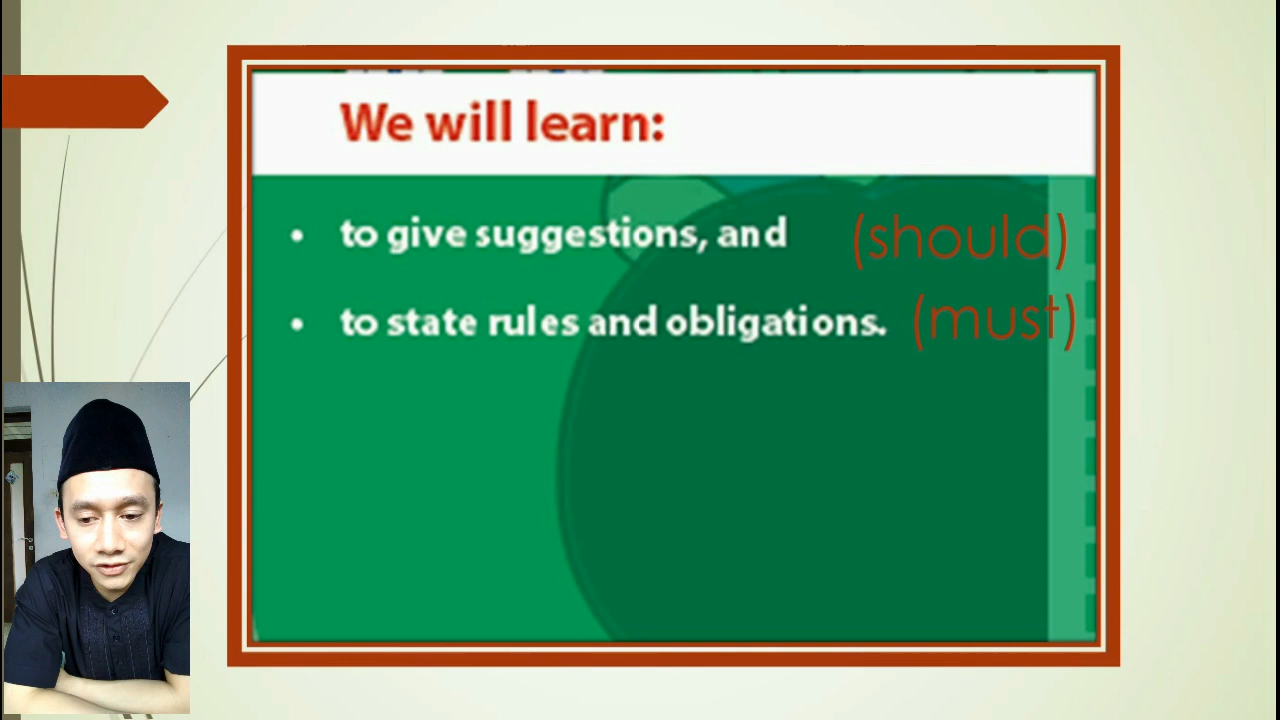 We will learn:
• to give suggestions, and (should)
• to state rules and obligations. (must)